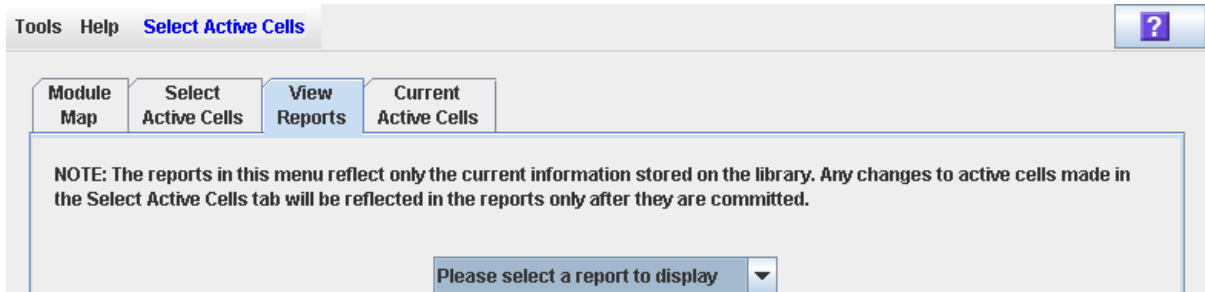 Tools Help Select Active Cells ?
Module Select View Current
Map Active Cells Reports Active Cells
NOTE: The reports in this menu reflect only the current information stored on the library. Any changes to active cells made in
the Select Active Cells tab will be reflected in the reports only after they are committed.
Please select a report to display